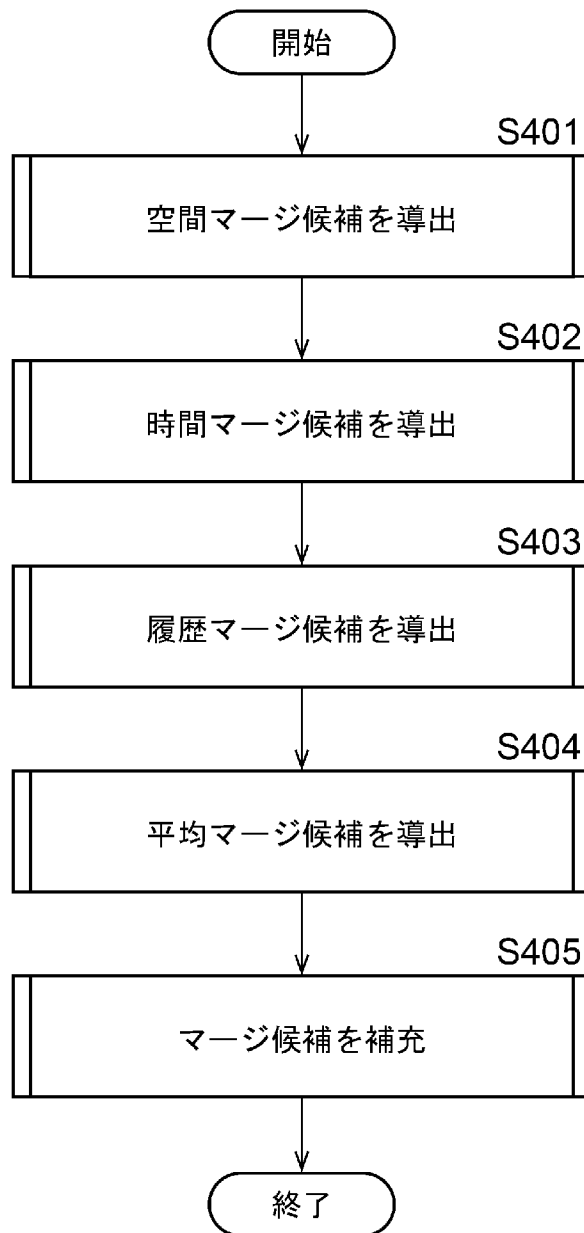 開始
S401
空間マージ候補を導出
S402
時間マージ候補を導出
S403
履歴マージ候補を導出
S404
平均マージ候補を導出
S405
マージ候補を補充
終了